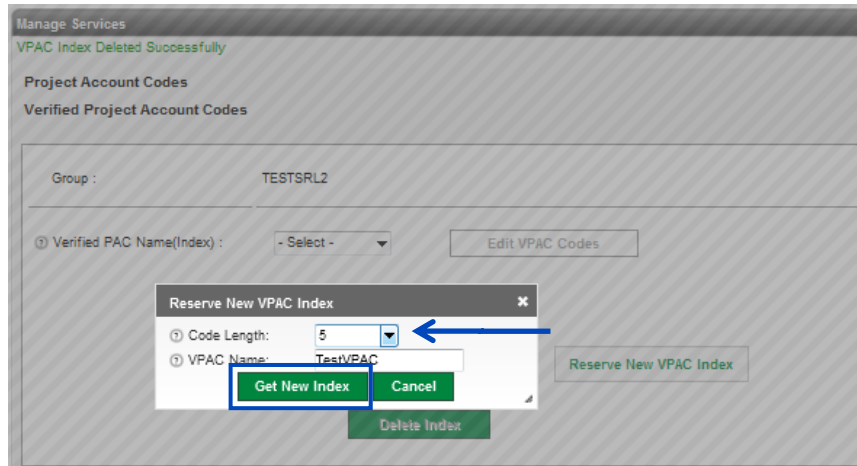 Manage Services
VPAC Index Deleted Successfully
Project Account Codes
Verified Project Account Codes
Group : TESTSRL2
Verified PAC Name(Index) : - Select - Edit VPAC Codes
Reserve New VPAC Index
Code Length: 5
VPAC Name: TestVPAC
Get New Index Cancel
Reserve New VPAC Index
Delete Index